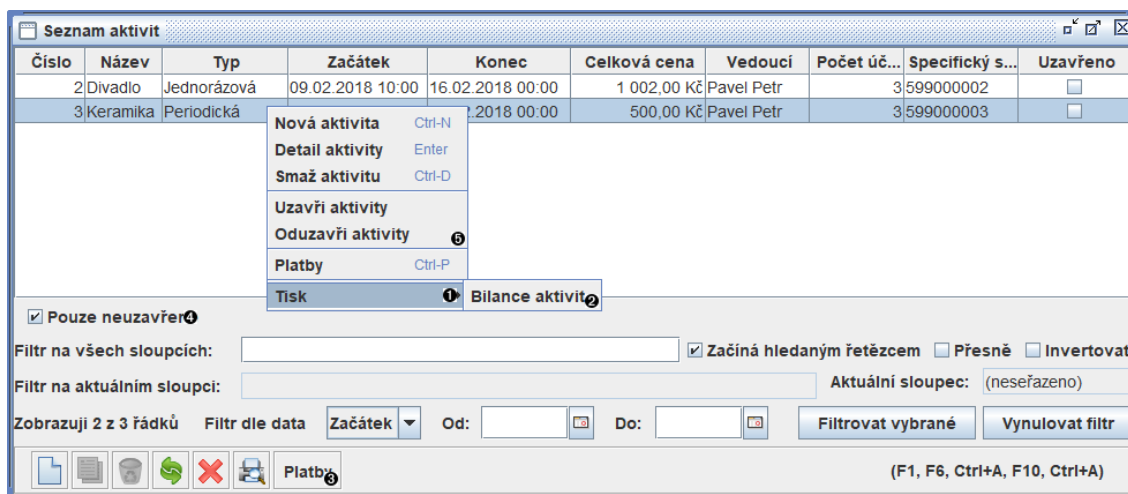 Seznam aktivit
Číslo Název Typ Začátek Konec Celková cena Vedoucí Počet úč... Specifický s... Uzavřeno
2 Divadlo Jednorázová 09.02.2018 10:00 16.02.2018 00:00 1 002,00 Kč Pavel Petr 3 599000002
3 Keramika Periodická .2018 00:00 500,00 Kč Pavel Petr 3 599000003
Nová aktivita Ctrl-N
Detail aktivity Enter
Smaž aktivitu Ctrl-D
Uzavři aktivity
Oduzavři aktivity 5
Platby Ctrl-P
Tisk 1 Bilance aktivit 2
Pouze neuzavřen 4
Filtr na všech sloupcích: Začíná hledaným řetězcem Přesně Invertovat
Filtr na aktuálním sloupci: Aktuální sloupec: (neseřazeno)
Zobrazuji 2 z 3 řádků Filtr dle data Začátek Od: Do: Filtrovat vybrané Vynulovat filtr
Platby 3 (F1, F6, Ctrl+A, F10, Ctrl+A)